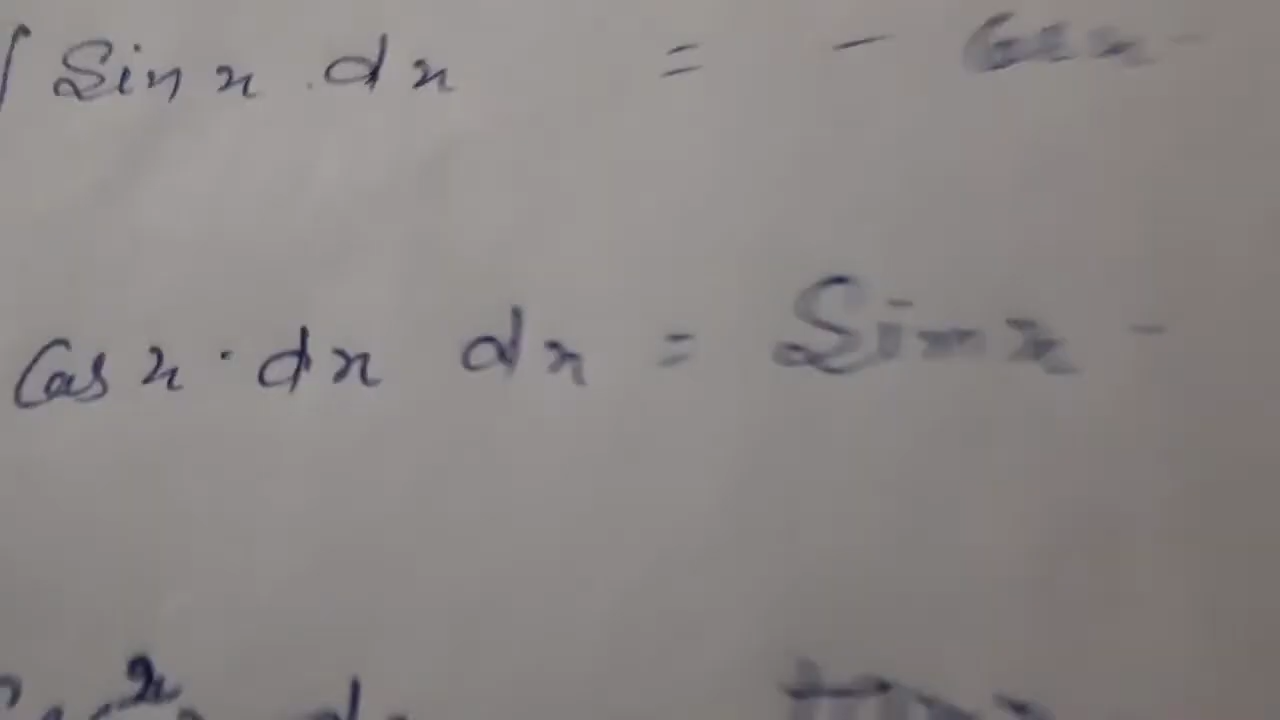 ∫ Sin x . dx = - Cos x -
Cos x · dx dx = Sin x -